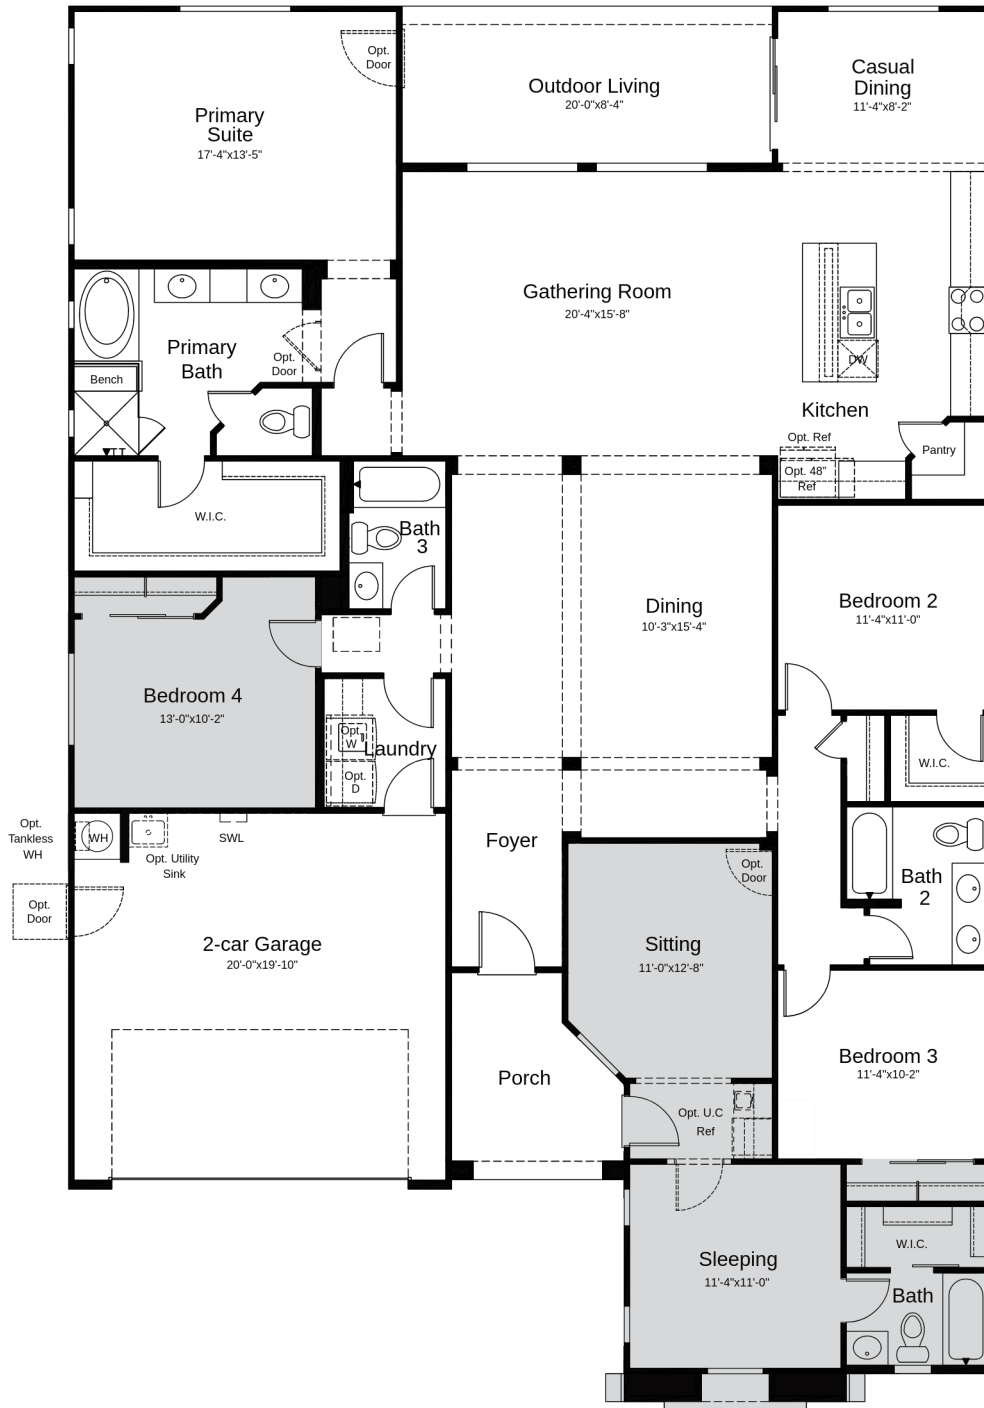 Opt.
Door
Primary
Suite
17'-4"x13'-5"
Outdoor Living
20'-0"x8'-4"
Casual
Dining
11'-4"x8'-2"
Gathering Room
20'-4"x15'-8"
Primary
Bath
Opt.
Door
Bench
DW
Kitchen
Opt. Ref
Opt. 48"
Ref
Pantry
W.I.C.
Bath
3
Dining
10'-3"x15'-4"
Bedroom 2
11'-4"x11'-0"
Bedroom 4
13'-0"x10'-2"
Opt.
W
Laundry
Opt.
D
W.I.C.
Opt.
Tankless
WH
WH
SWL
Opt. Utility
Sink
Foyer
Opt.
Door
Bath
2
Opt.
Door
2-car Garage
20'-0"x19'-10"
Sitting
11'-0"x12'-8"
Porch
Bedroom 3
11'-4"x10-2"
Opt. U.C
Ref
Sleeping
11'-4"x11'-0"
W.I.C.
Bath